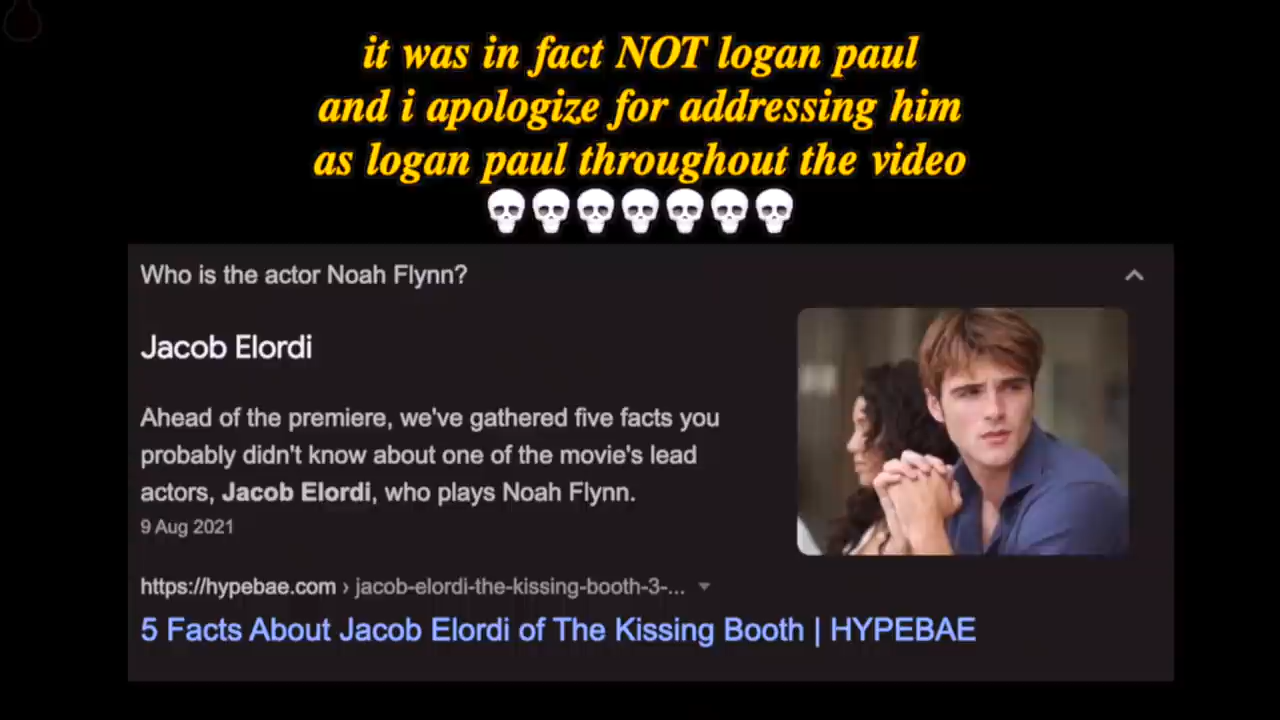 it was in fact NOT logan paul
and i apologize for addressing him
as logan paul throughout the video
💀💀💀💀💀💀💀
Who is the actor Noah Flynn?
Jacob Elordi
Ahead of the premiere, we've gathered five facts you
probably didn't know about one of the movie's lead
actors, Jacob Elordi, who plays Noah Flynn.
9 Aug 2021
https://hypebae.com › jacob-elordi-the-kissing-booth-3-...
5 Facts About Jacob Elordi of The Kissing Booth | HYPEBAE